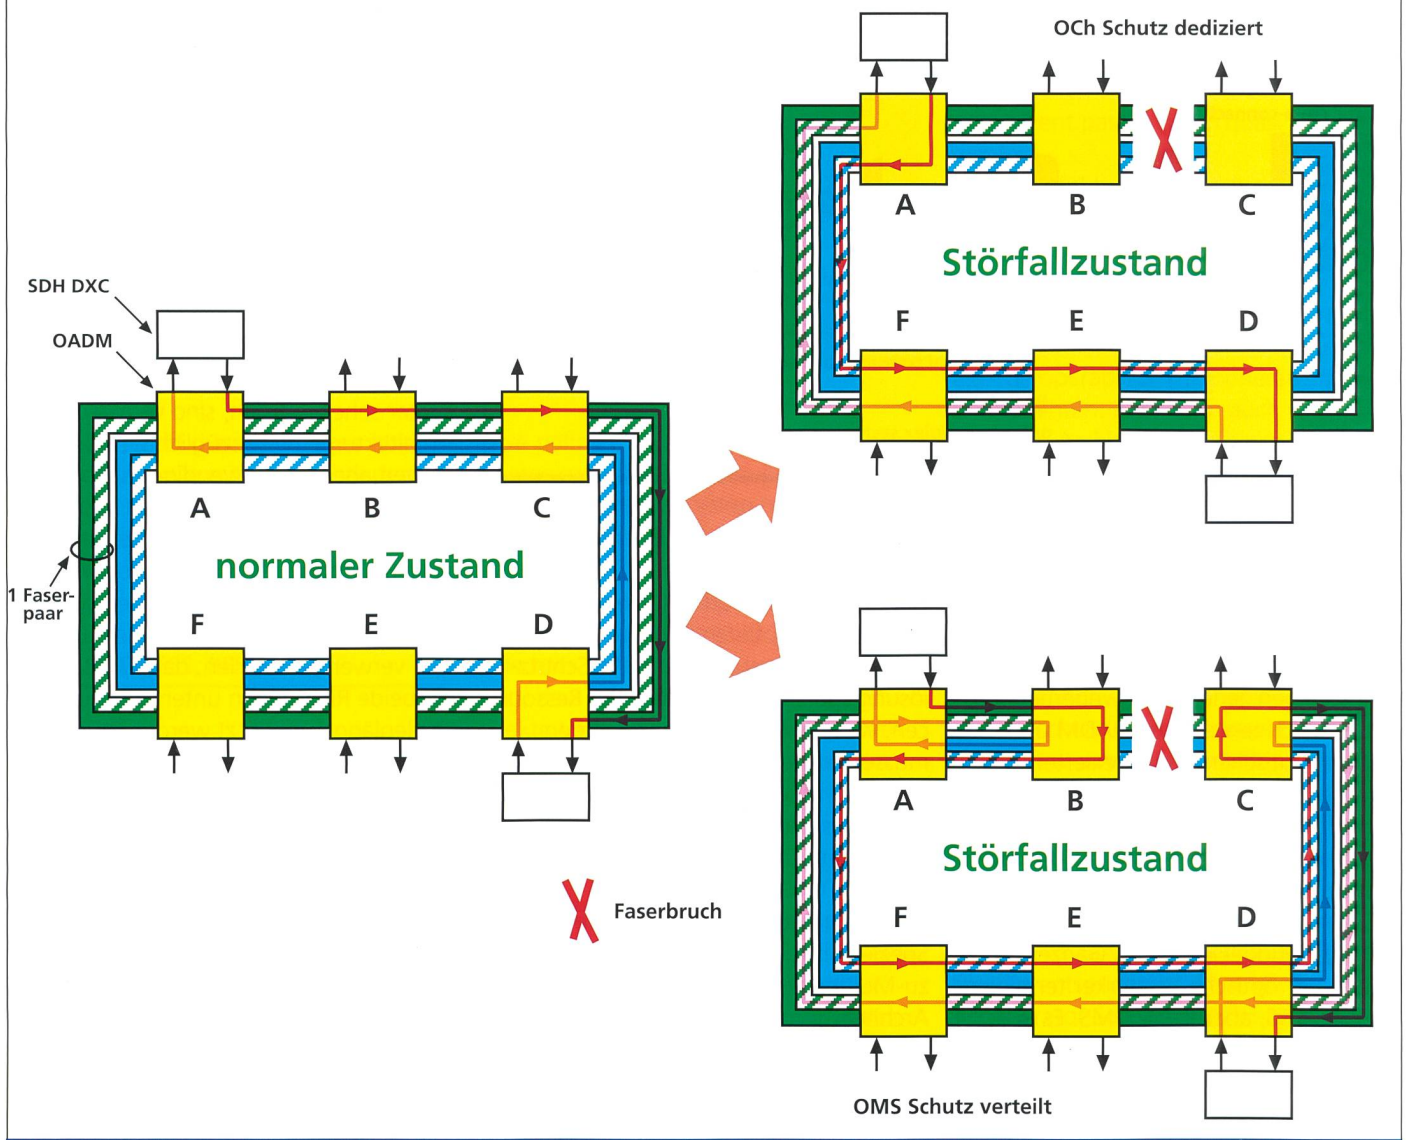 OCh Schutz dediziert
A
B
C
Störfallzustand
F
E
D
SDH DXC
OADM
A
B
C
normaler Zustand
1 Faser-
paar
F
E
D
Faserbruch
A
B
C
Störfallzustand
F
E
D
OMS Schutz verteilt